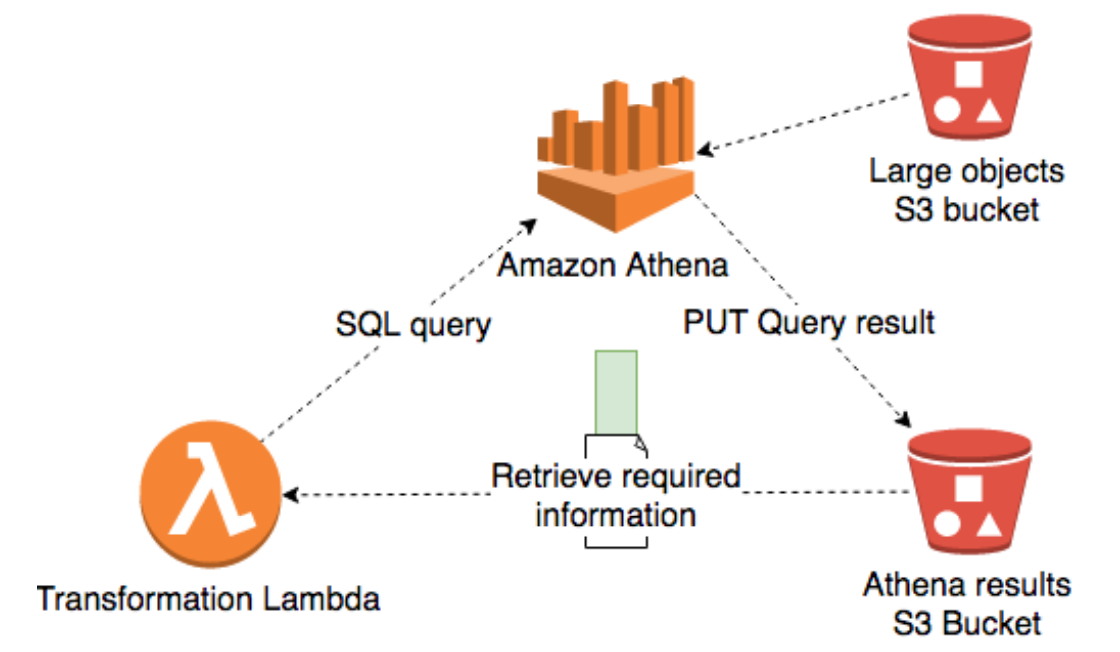 Large objects
S3 bucket
Amazon Athena
SQL query
PUT Query result
Retrieve required
information
Transformation Lambda
Athena results
S3 Bucket